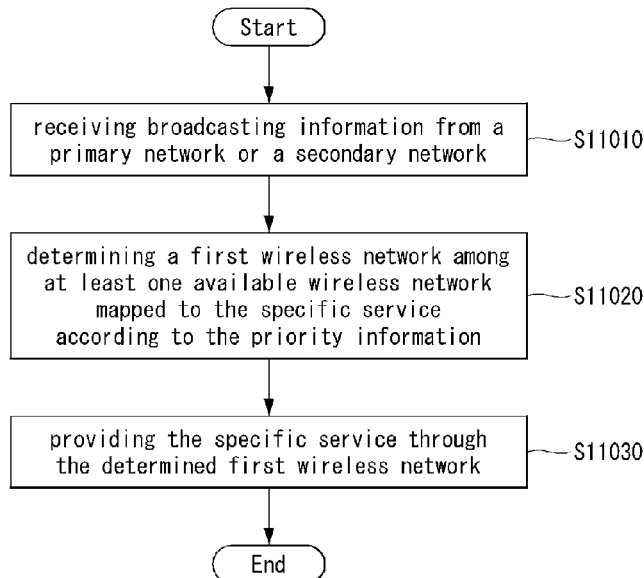 Start
receiving broadcasting information from a
primary network or a secondary network
S11010
determining a first wireless network among
at least one available wireless network
mapped to the specific service
according to the priority information
S11020
providing the specific service through
the determined first wireless network
S11030
End